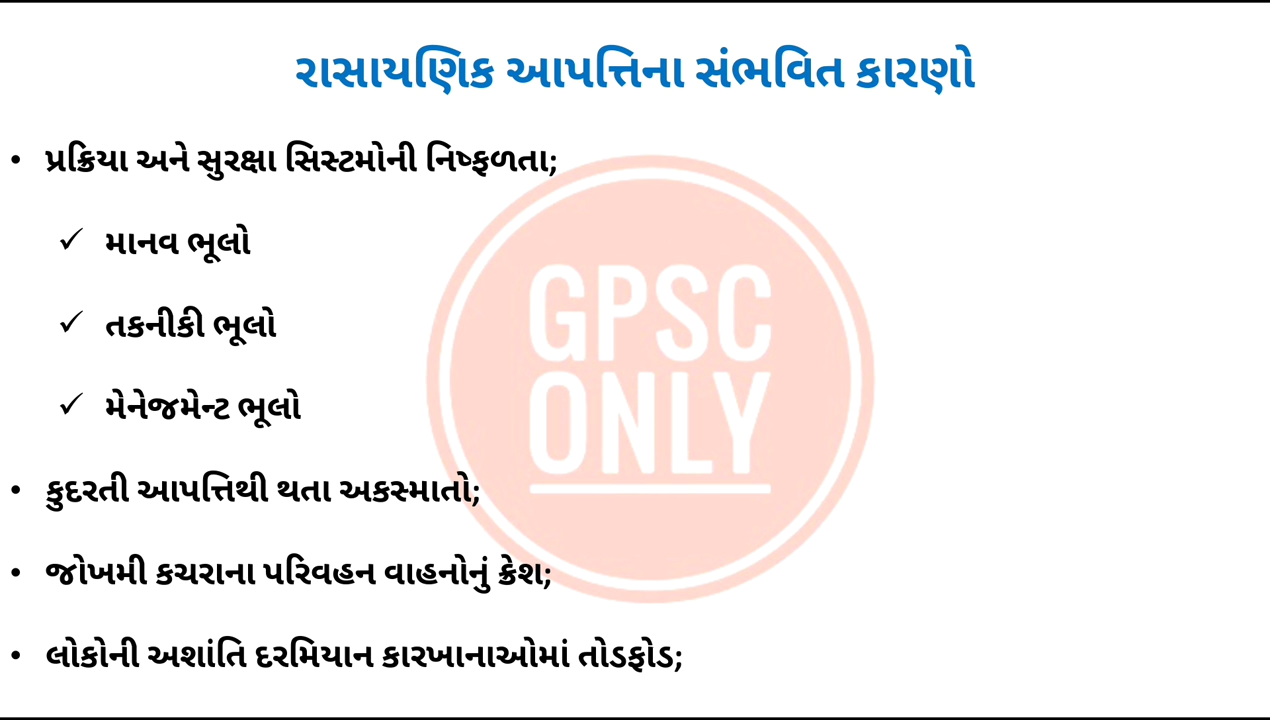 રાસાયણિક આપત્તિના સંભવિત કારણો
• પ્રક્રિયા અને સુરક્ષા સિસ્ટમોની નિષ્ફળતા;
✓ માનવ ભૂલો
✓ તકનીકી ભૂલો
✓ મેનેજમેન્ટ ભૂલો
• કુદરતી આપત્તિથી થતા અકસ્માતો;
• જોખમી કચરાના પરિવહન વાહનોનું ક્રેશ;
• લોકોની અશાંતિ દરમિયાન કારખાનાઓમાં તોડફોડ;
GPSC
ONLY